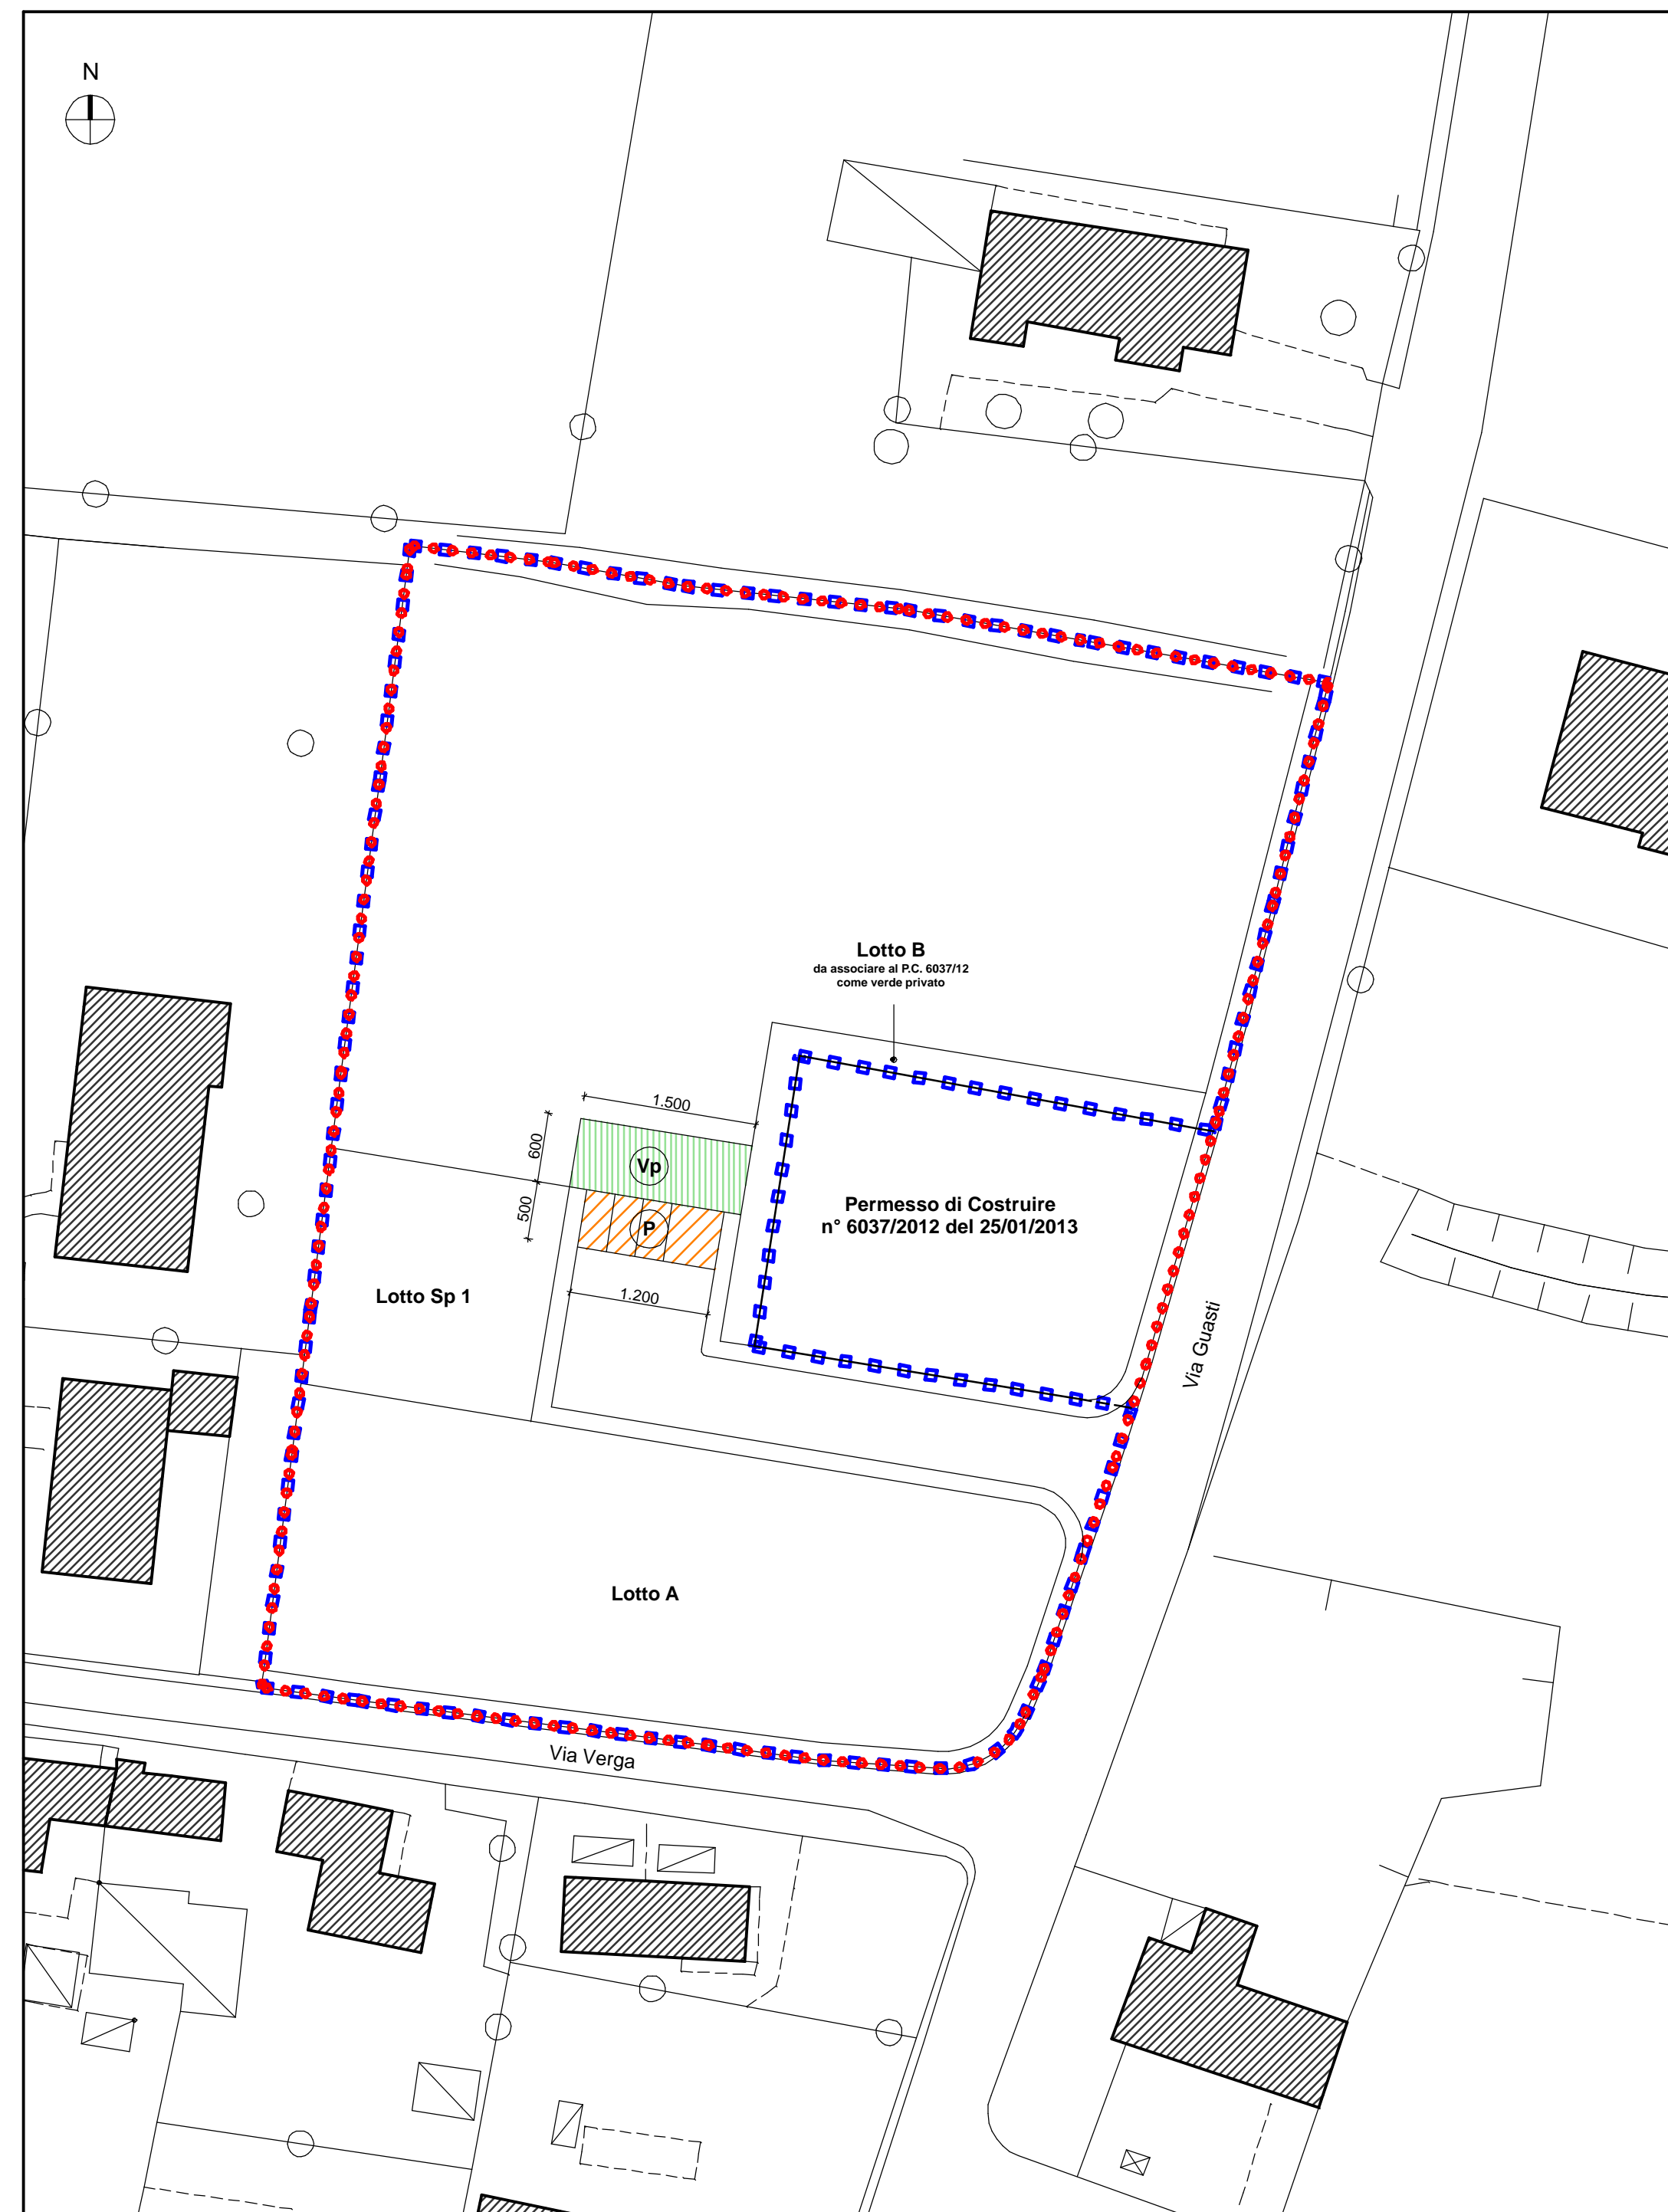 N
Lotto B
da associare al P.C. 6037/12
come verde privato
1.500
600
Vp
500
P
Permesso di Costruire
n° 6037/2012 del 25/01/2013
Lotto Sp 1
1.200
Via Guasti
Lotto A
Via Verga